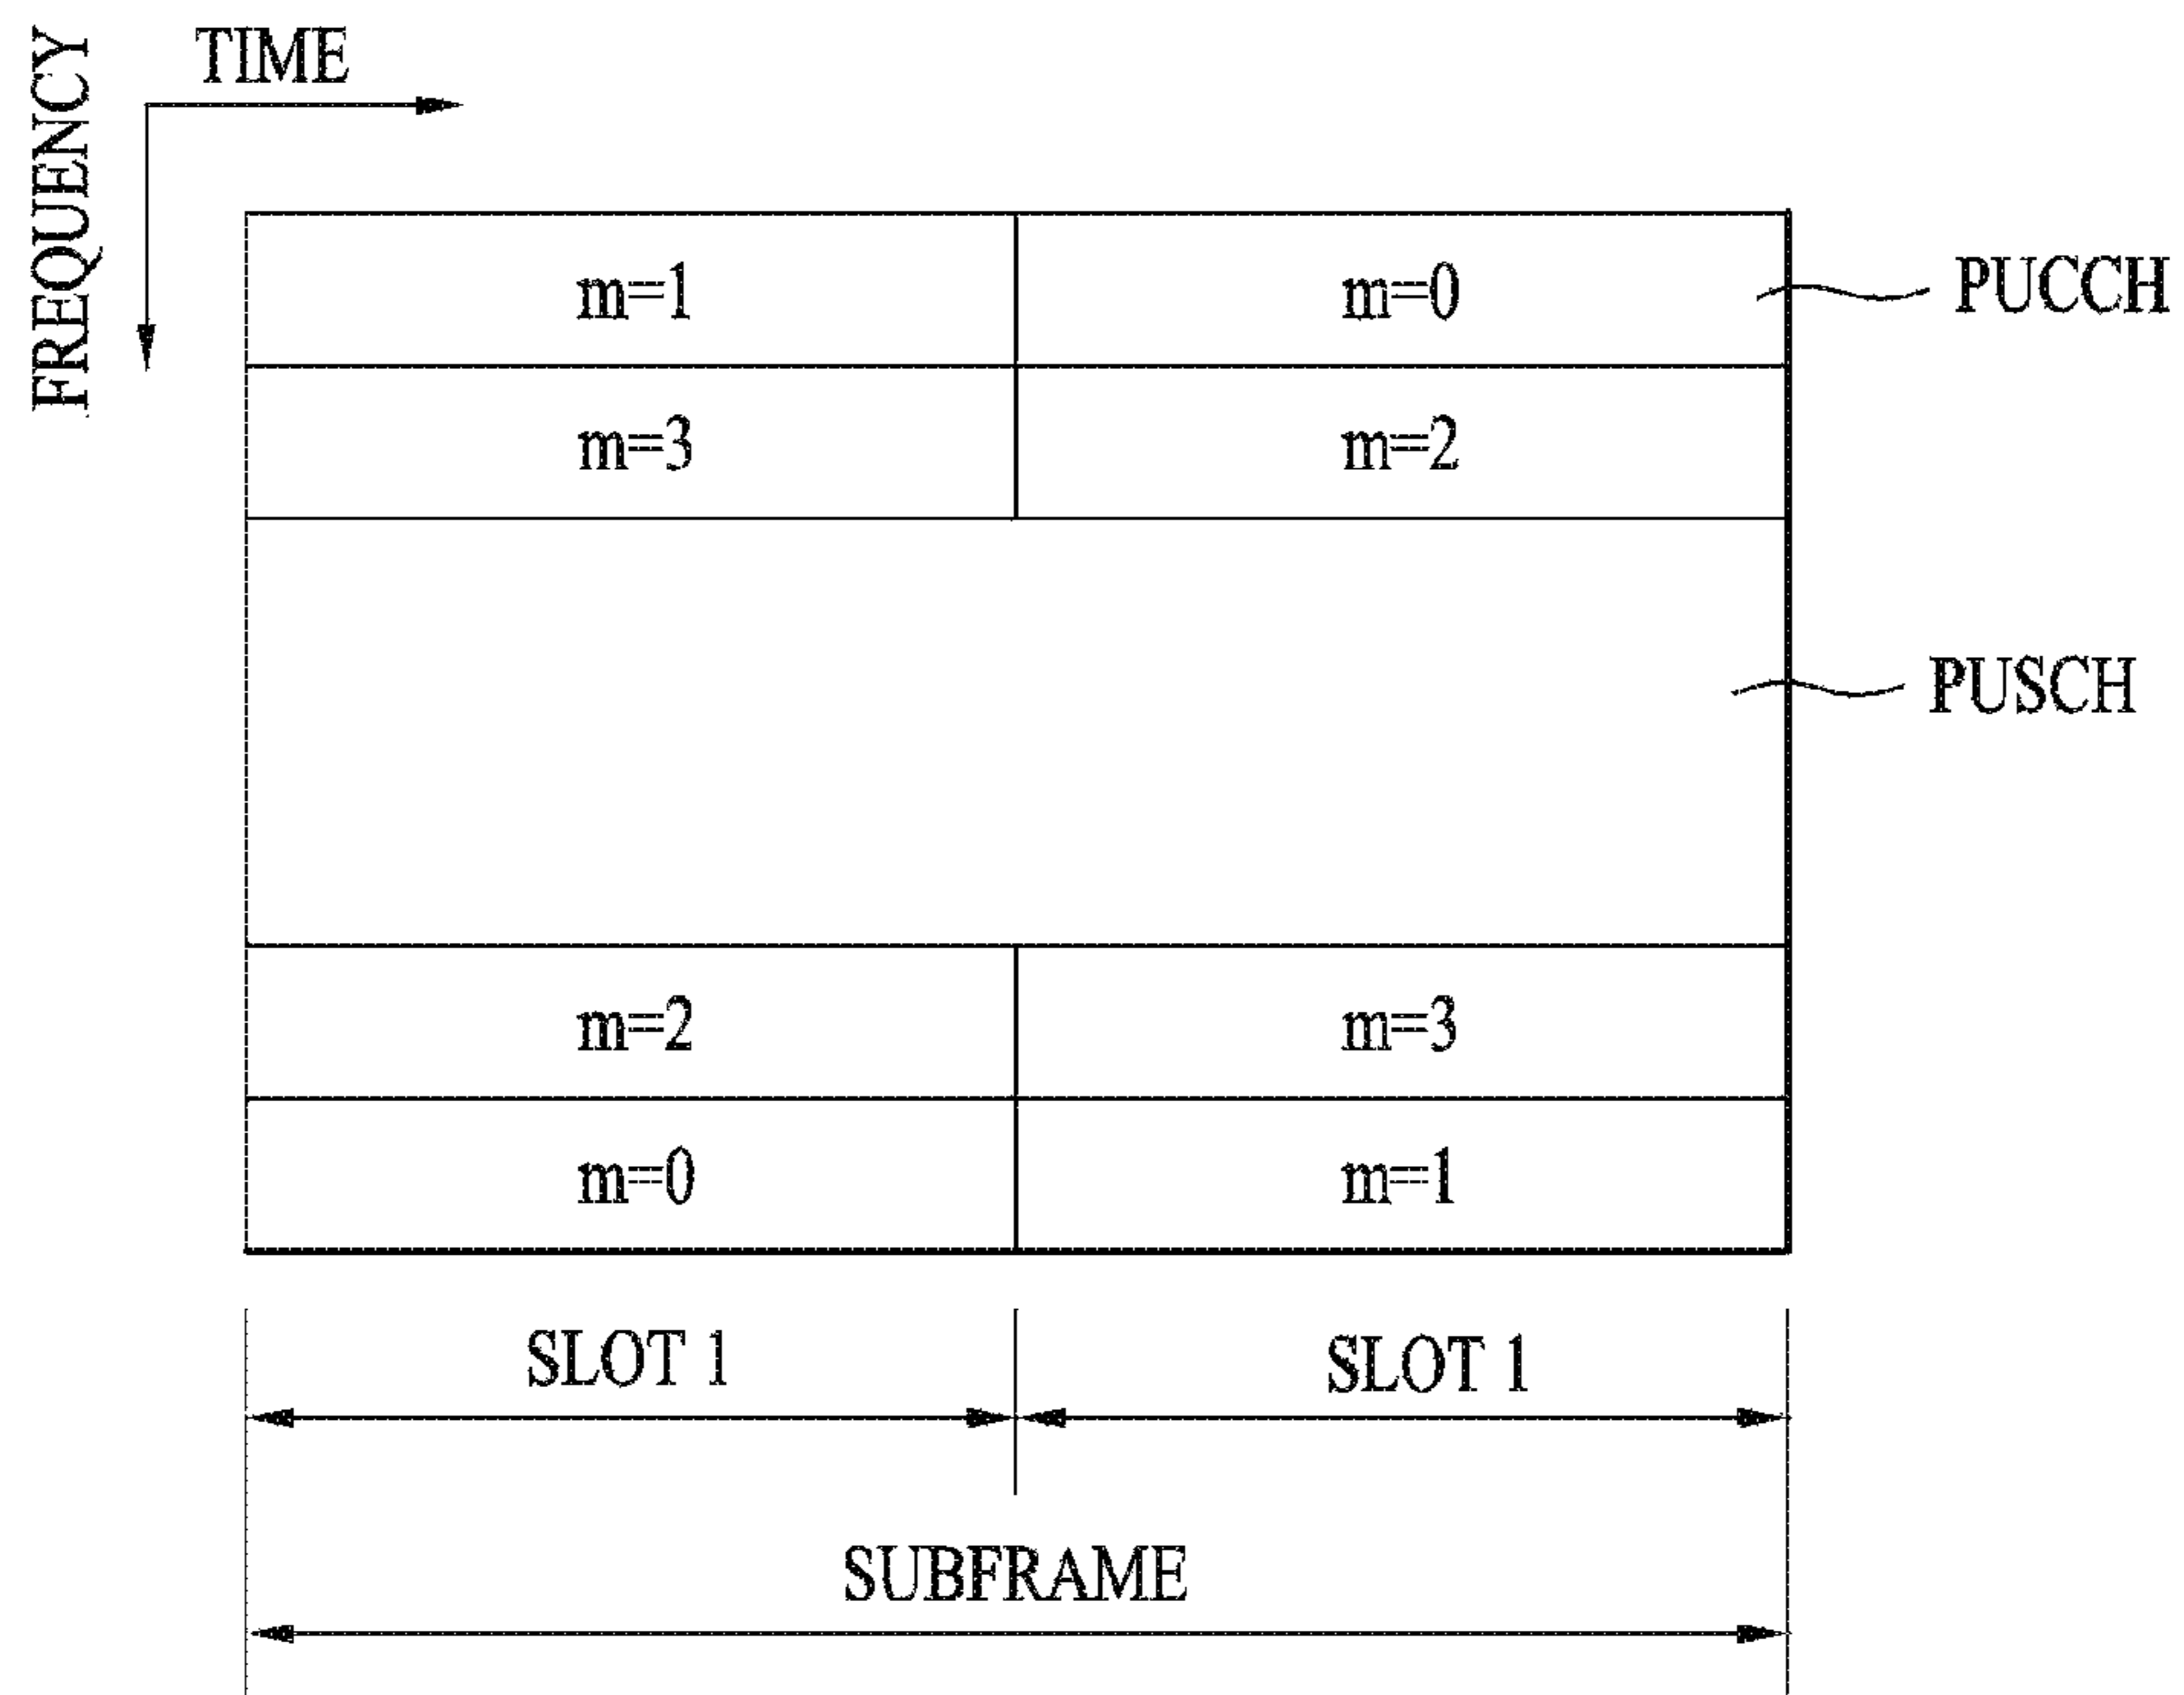 TIME
FREQUENCY
m=1 m=0 PUCCH
m=3 m=2
PUSCH
m=2 m=3
m=0 m=1
SLOT 1 SLOT 1
SUBFRAME